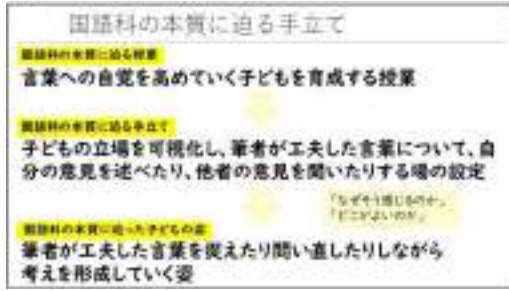 国語科の本質に迫る手立て
国語科の本質に迫る授業
言葉への自覚を高めていく子どもを育成する授業
国語科の本質に迫る手立て
子どもの立場を可視化し、筆者が工夫した言葉について、自
分の意見を述べたり、他者の意見を聞いたりする場の設定
「なぜそう感じるのか」
「どこがよいのか」
国語科の本質に迫った子どもの姿
筆者が工夫した言葉を捉えたり問い直したりしながら
考えを形成していく姿